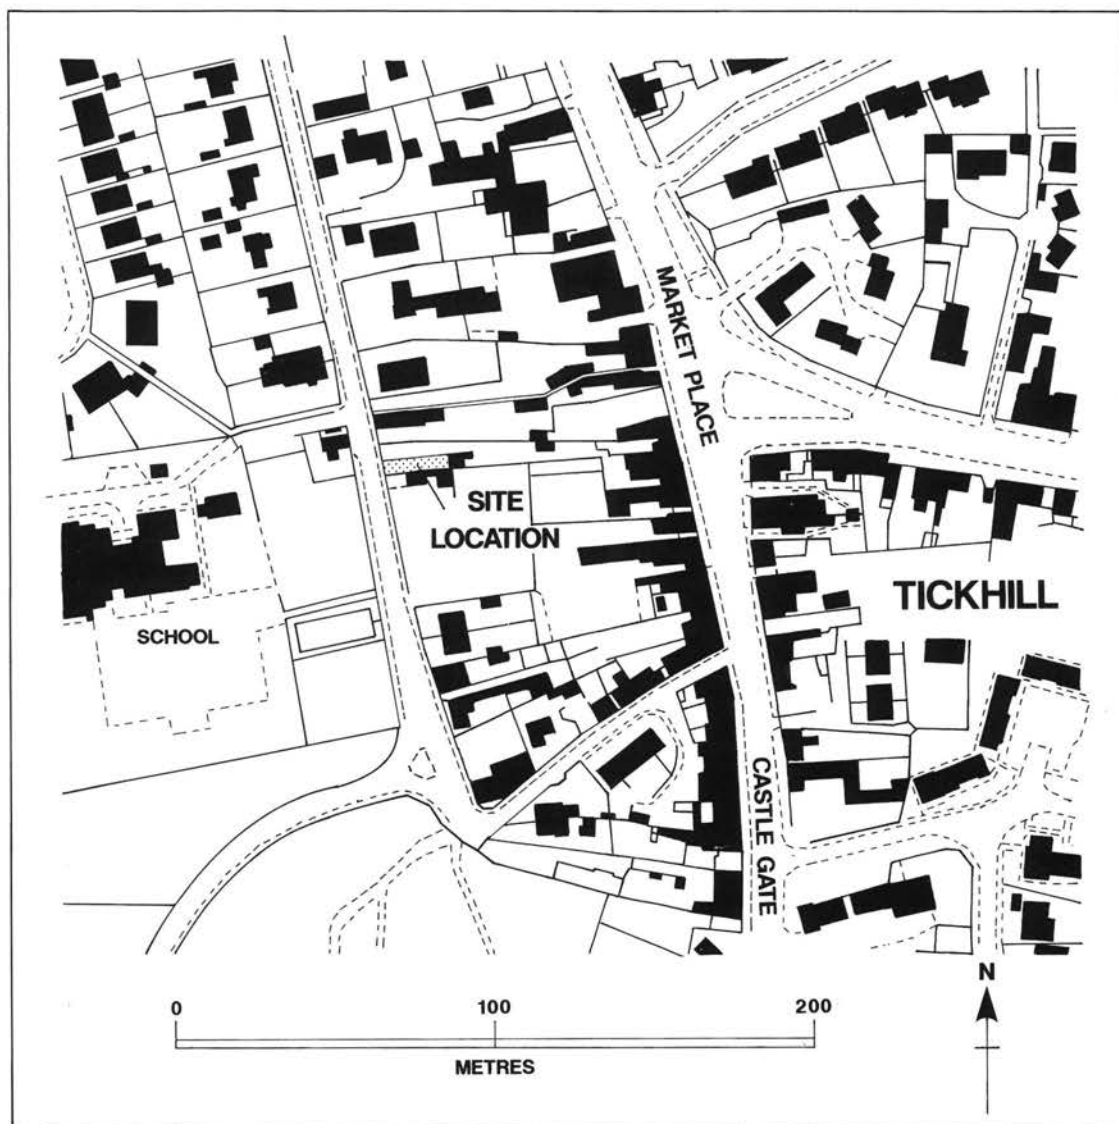 MARKET PLACE
SITE
LOCATION
TICKHILL
SCHOOL
CASTLE GATE
N
0 100 200
METRES